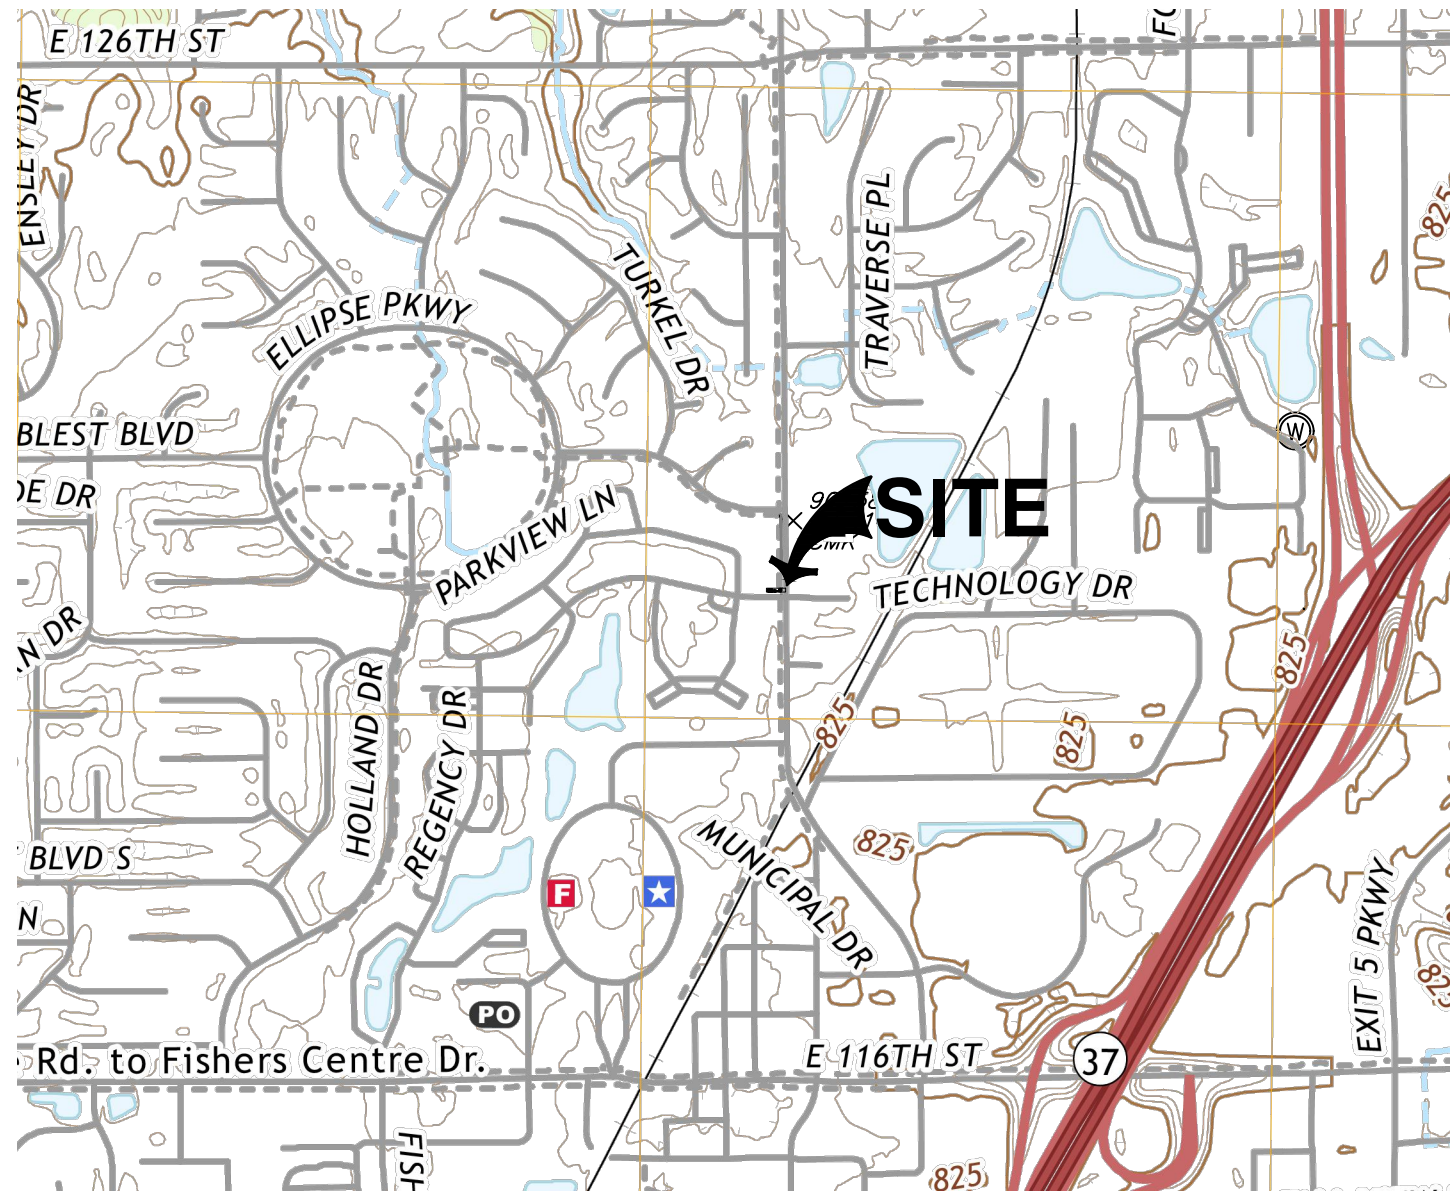 E 126TH ST
ENSLEY DR
TRAVERSE PL
825
TURKEL DR
ELLIPSE PKWY
BLEST BLVD
W
DE DR
SITE
PARKVIEW LN
TECHNOLOGY DR
N DR
825
HOLLAND DR
REGENCY DR
825
825
825
MUNICIPAL DR
BLVD S
F
N
EXIT 5 PKWY
825
PO
Rd. to Fishers Centre Dr.
E 116TH ST
37
FISH
825